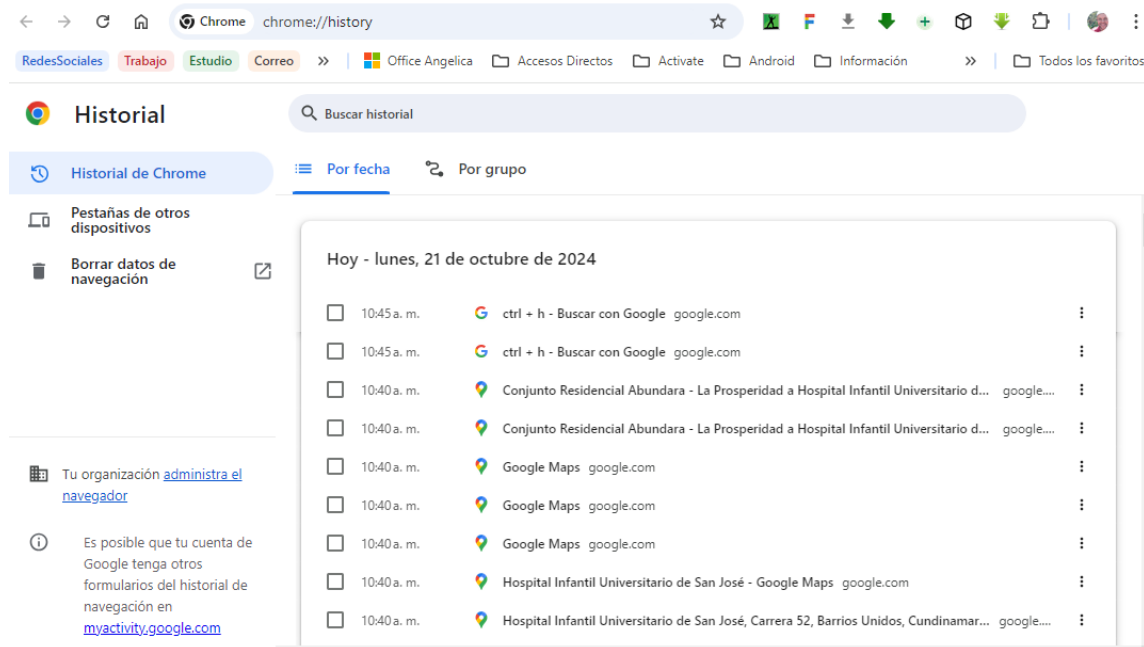 Chrome chrome://history
RedesSociales Trabajo Estudio Correo » Office Angelica Accesos Directos Activate Android Información » Todos los favoritos
Historial
Buscar historial
Historial de Chrome
Pestañas de otros
dispositivos
Borrar datos de
navegación
Tu organización administra el
navegador
Es posible que tu cuenta de
Google tenga otros
formularios del historial de
navegación en
myactivity.google.com
Por fecha Por grupo
Hoy - lunes, 21 de octubre de 2024
10:45 a. m. ctrl + h - Buscar con Google google.com
10:45 a. m. ctrl + h - Buscar con Google google.com
10:40 a. m. Conjunto Residencial Abundara - La Prosperidad a Hospital Infantil Universitario d... google....
10:40 a. m. Conjunto Residencial Abundara - La Prosperidad a Hospital Infantil Universitario d... google....
10:40 a. m. Google Maps google.com
10:40 a. m. Google Maps google.com
10:40 a. m. Google Maps google.com
10:40 a. m. Hospital Infantil Universitario de San José - Google Maps google.com
10:40 a. m. Hospital Infantil Universitario de San José, Carrera 52, Barrios Unidos, Cundinamar... google....